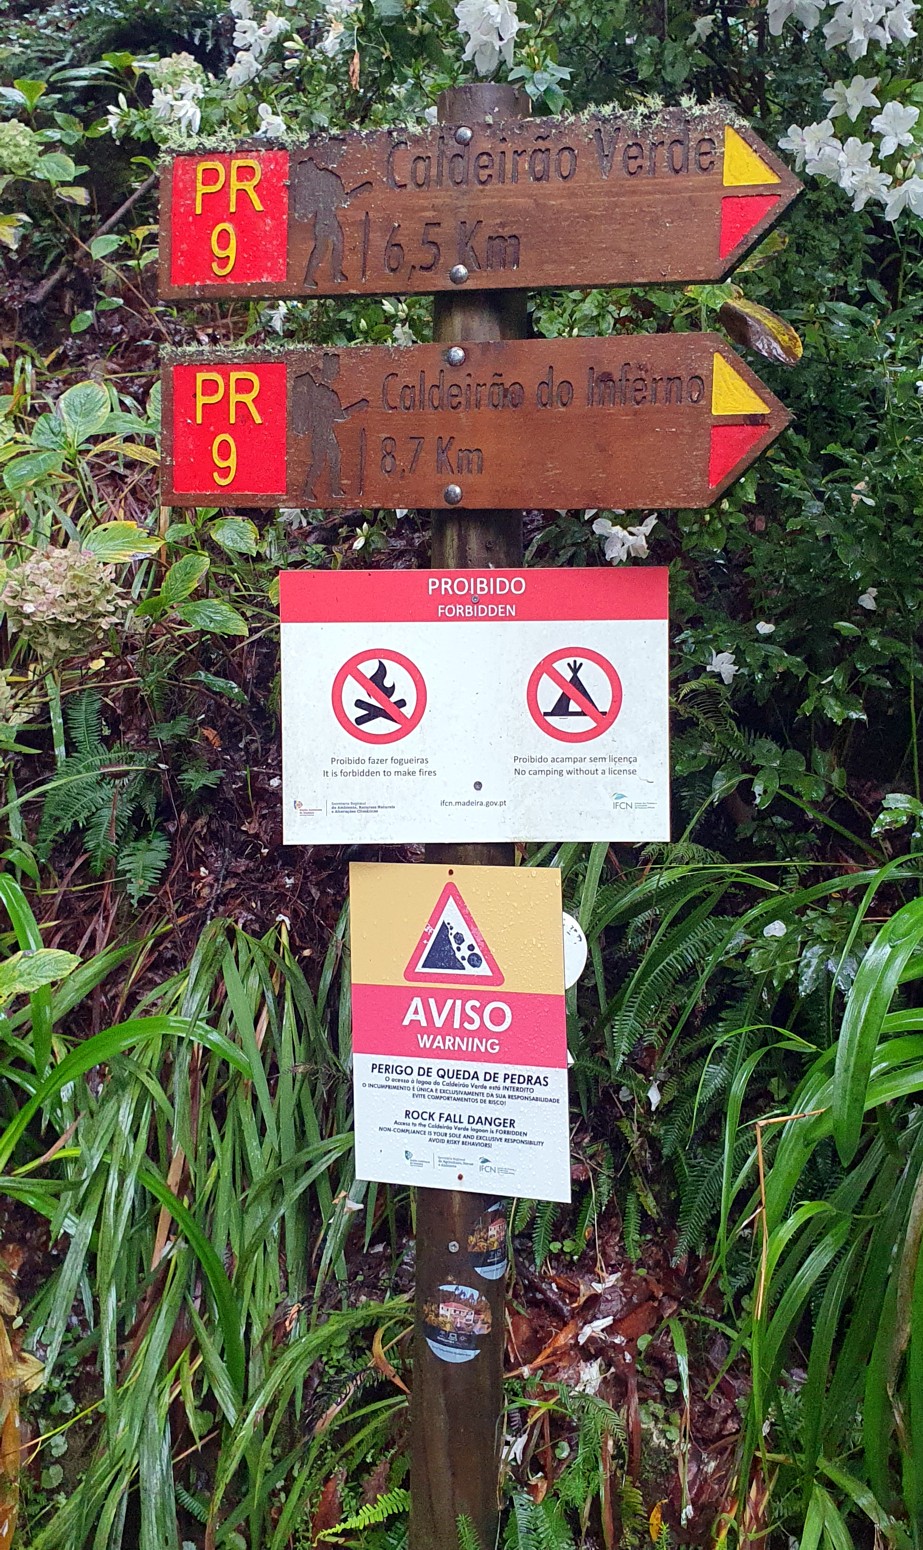 PR
9
Caldeirão Verde
6,5 Km
PR
9
Caldeirão do Inferno
8,7 Km
PROIBIDO
FORBIDDEN
Proibido fazer fogueiras
It is forbidden to make fires
Proibido acampar sem licença
No camping without a license
ifcn.madeira.gov.pt
IFCN
AVISO
WARNING
PERIGO DE QUEDA DE PEDRAS
O acesso à lagoa do Caldeirão Verde está INTERDITO
O INCUMPRIMENTO É ÚNICA E EXCLUSIVAMENTE DA SUA RESPONSABILIDADE
EVITE COMPORTAMENTOS DE RISCO!
ROCK FALL DANGER
Access to the Caldeirão Verde lagoon is FORBIDDEN
NON-COMPLIANCE IS YOUR SOLE AND EXCLUSIVE RESPONSIBILITY
AVOID RISKY BEHAVIORS!
IFCN